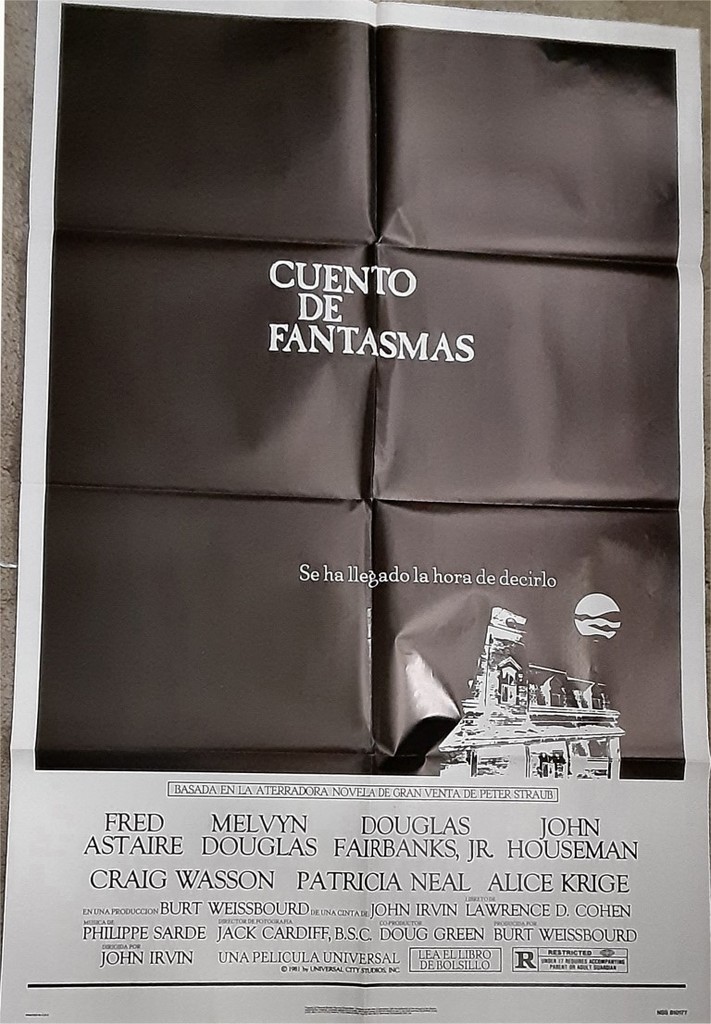 CUENTO
DE
FANTASMAS
Se ha llegado la hora de decirlo
BASADA EN LA ATERRADORA NOVELA DE GRAN VENTA DE PETER STRAUB
FRED ASTAIRE MELVYN DOUGLAS DOUGLAS FAIRBANKS, JR. JOHN HOUSEMAN
CRAIG WASSON PATRICIA NEAL ALICE KRIGE
EN UNA PRODUCCION BURT WEISSBOURD DE UNA CINTA DE JOHN IRVIN LIBRETO DE LAWRENCE D. COHEN
MUSICA DE PHILIPPE SARDE DIRECTOR DE FOTOGRAFIA JACK CARDIFF, B.S.C. CO-PRODUCTOR DOUG GREEN PRODUCIDA POR BURT WEISSBOURD
DIRIGIDA POR JOHN IRVIN UNA PELICULA UNIVERSAL
© 1981 by UNIVERSAL CITY STUDIOS, INC.
LEA EL LIBRO
DE BOLSILLO
R RESTRICTED
UNDER 17 REQUIRES ACCOMPANYING
PARENT OR ADULT GUARDIAN